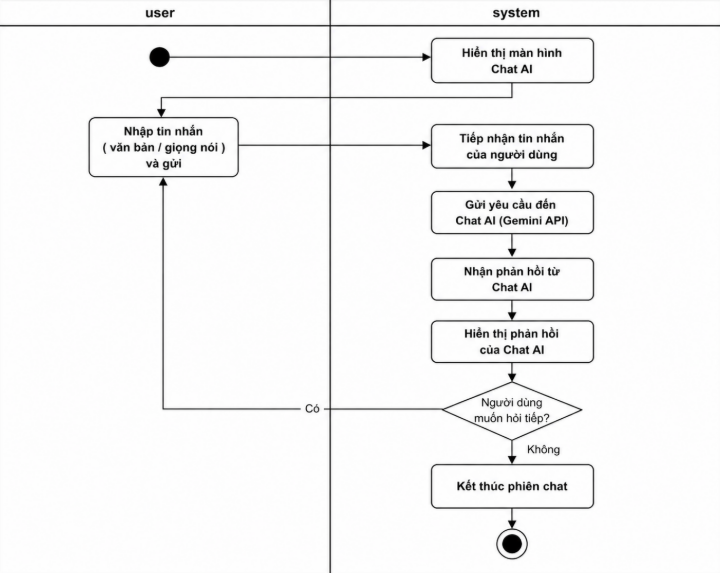 user
system
Hiển thị màn hình
Chat AI
Nhập tin nhắn
( văn bản / giọng nói )
và gửi
Tiếp nhận tin nhắn
của người dùng
Gửi yêu cầu đến
Chat AI (Gemini API)
Nhận phản hồi từ
Chat AI
Hiển thị phản hồi
của Chat AI
Người dùng
muốn hỏi tiếp?
Có
Không
Kết thúc phiên chat